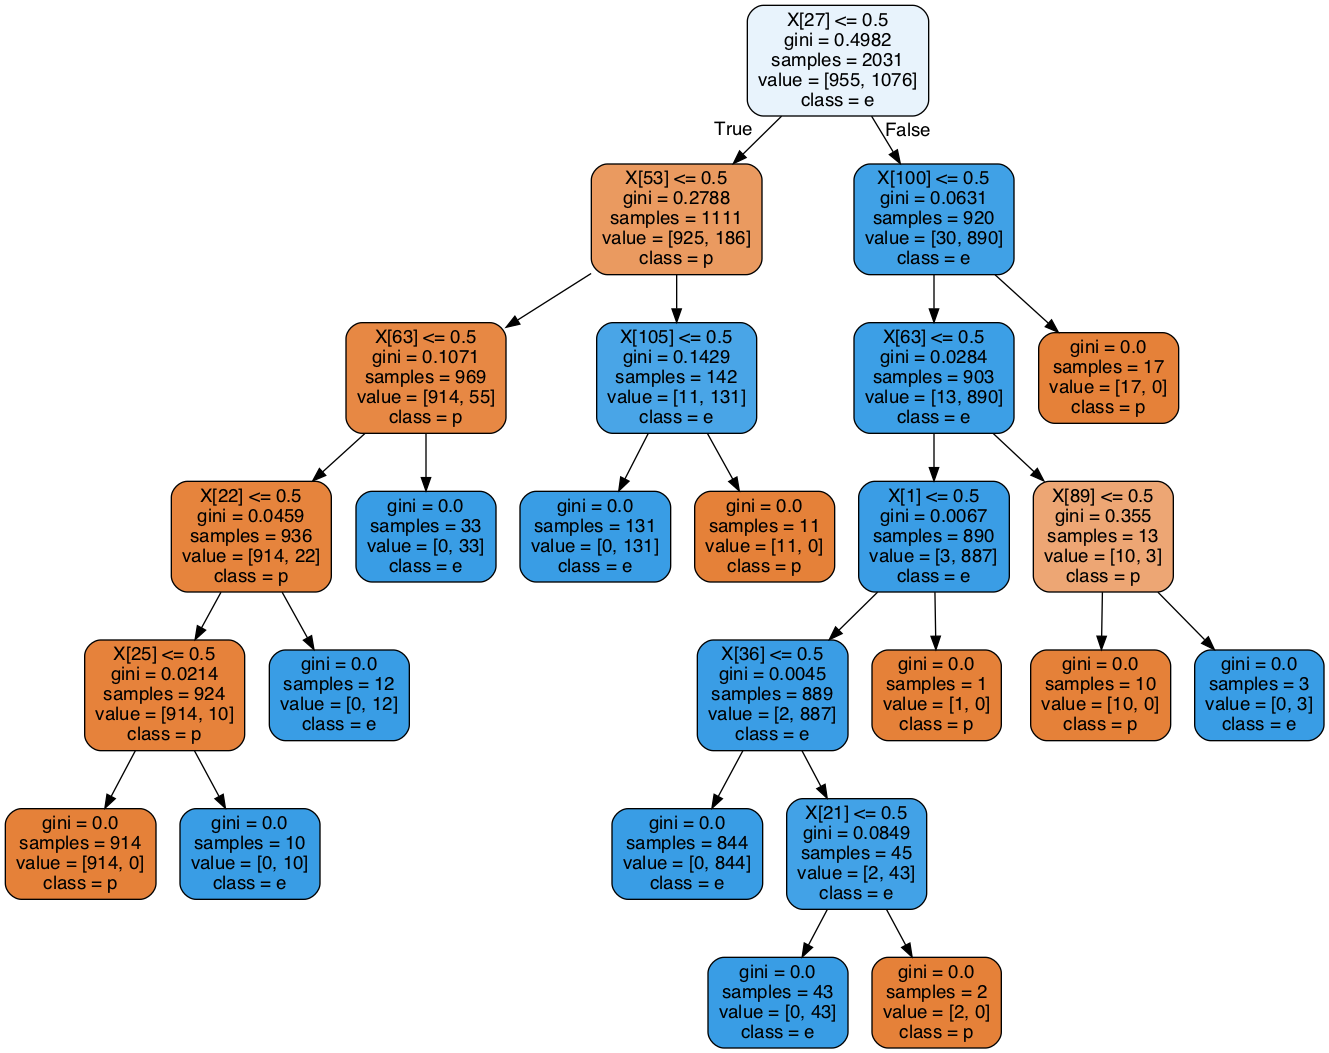 X[27] <= 0.5
gini = 0.4982
samples = 2031
value = [955, 1076]
class = e
True
False
X[53] <= 0.5
gini = 0.2788
samples = 1111
value = [925, 186]
class = p
X[100] <= 0.5
gini = 0.0631
samples = 920
value = [30, 890]
class = e
X[63] <= 0.5
gini = 0.1071
samples = 969
value = [914, 55]
class = p
X[105] <= 0.5
gini = 0.1429
samples = 142
value = [11, 131]
class = e
X[63] <= 0.5
gini = 0.0284
samples = 903
value = [13, 890]
class = e
gini = 0.0
samples = 17
value = [17, 0]
class = p
X[22] <= 0.5
gini = 0.0459
samples = 936
value = [914, 22]
class = p
gini = 0.0
samples = 33
value = [0, 33]
class = e
gini = 0.0
samples = 131
value = [0, 131]
class = e
gini = 0.0
samples = 11
value = [11, 0]
class = p
X[1] <= 0.5
gini = 0.0067
samples = 890
value = [3, 887]
class = e
X[89] <= 0.5
gini = 0.355
samples = 13
value = [10, 3]
class = p
X[25] <= 0.5
gini = 0.0214
samples = 924
value = [914, 10]
class = p
gini = 0.0
samples = 12
value = [0, 12]
class = e
X[36] <= 0.5
gini = 0.0045
samples = 889
value = [2, 887]
class = e
gini = 0.0
samples = 1
value = [1, 0]
class = p
gini = 0.0
samples = 10
value = [10, 0]
class = p
gini = 0.0
samples = 3
value = [0, 3]
class = e
gini = 0.0
samples = 914
value = [914, 0]
class = p
gini = 0.0
samples = 10
value = [0, 10]
class = e
gini = 0.0
samples = 844
value = [0, 844]
class = e
X[21] <= 0.5
gini = 0.0849
samples = 45
value = [2, 43]
class = e
gini = 0.0
samples = 43
value = [0, 43]
class = e
gini = 0.0
samples = 2
value = [2, 0]
class = p